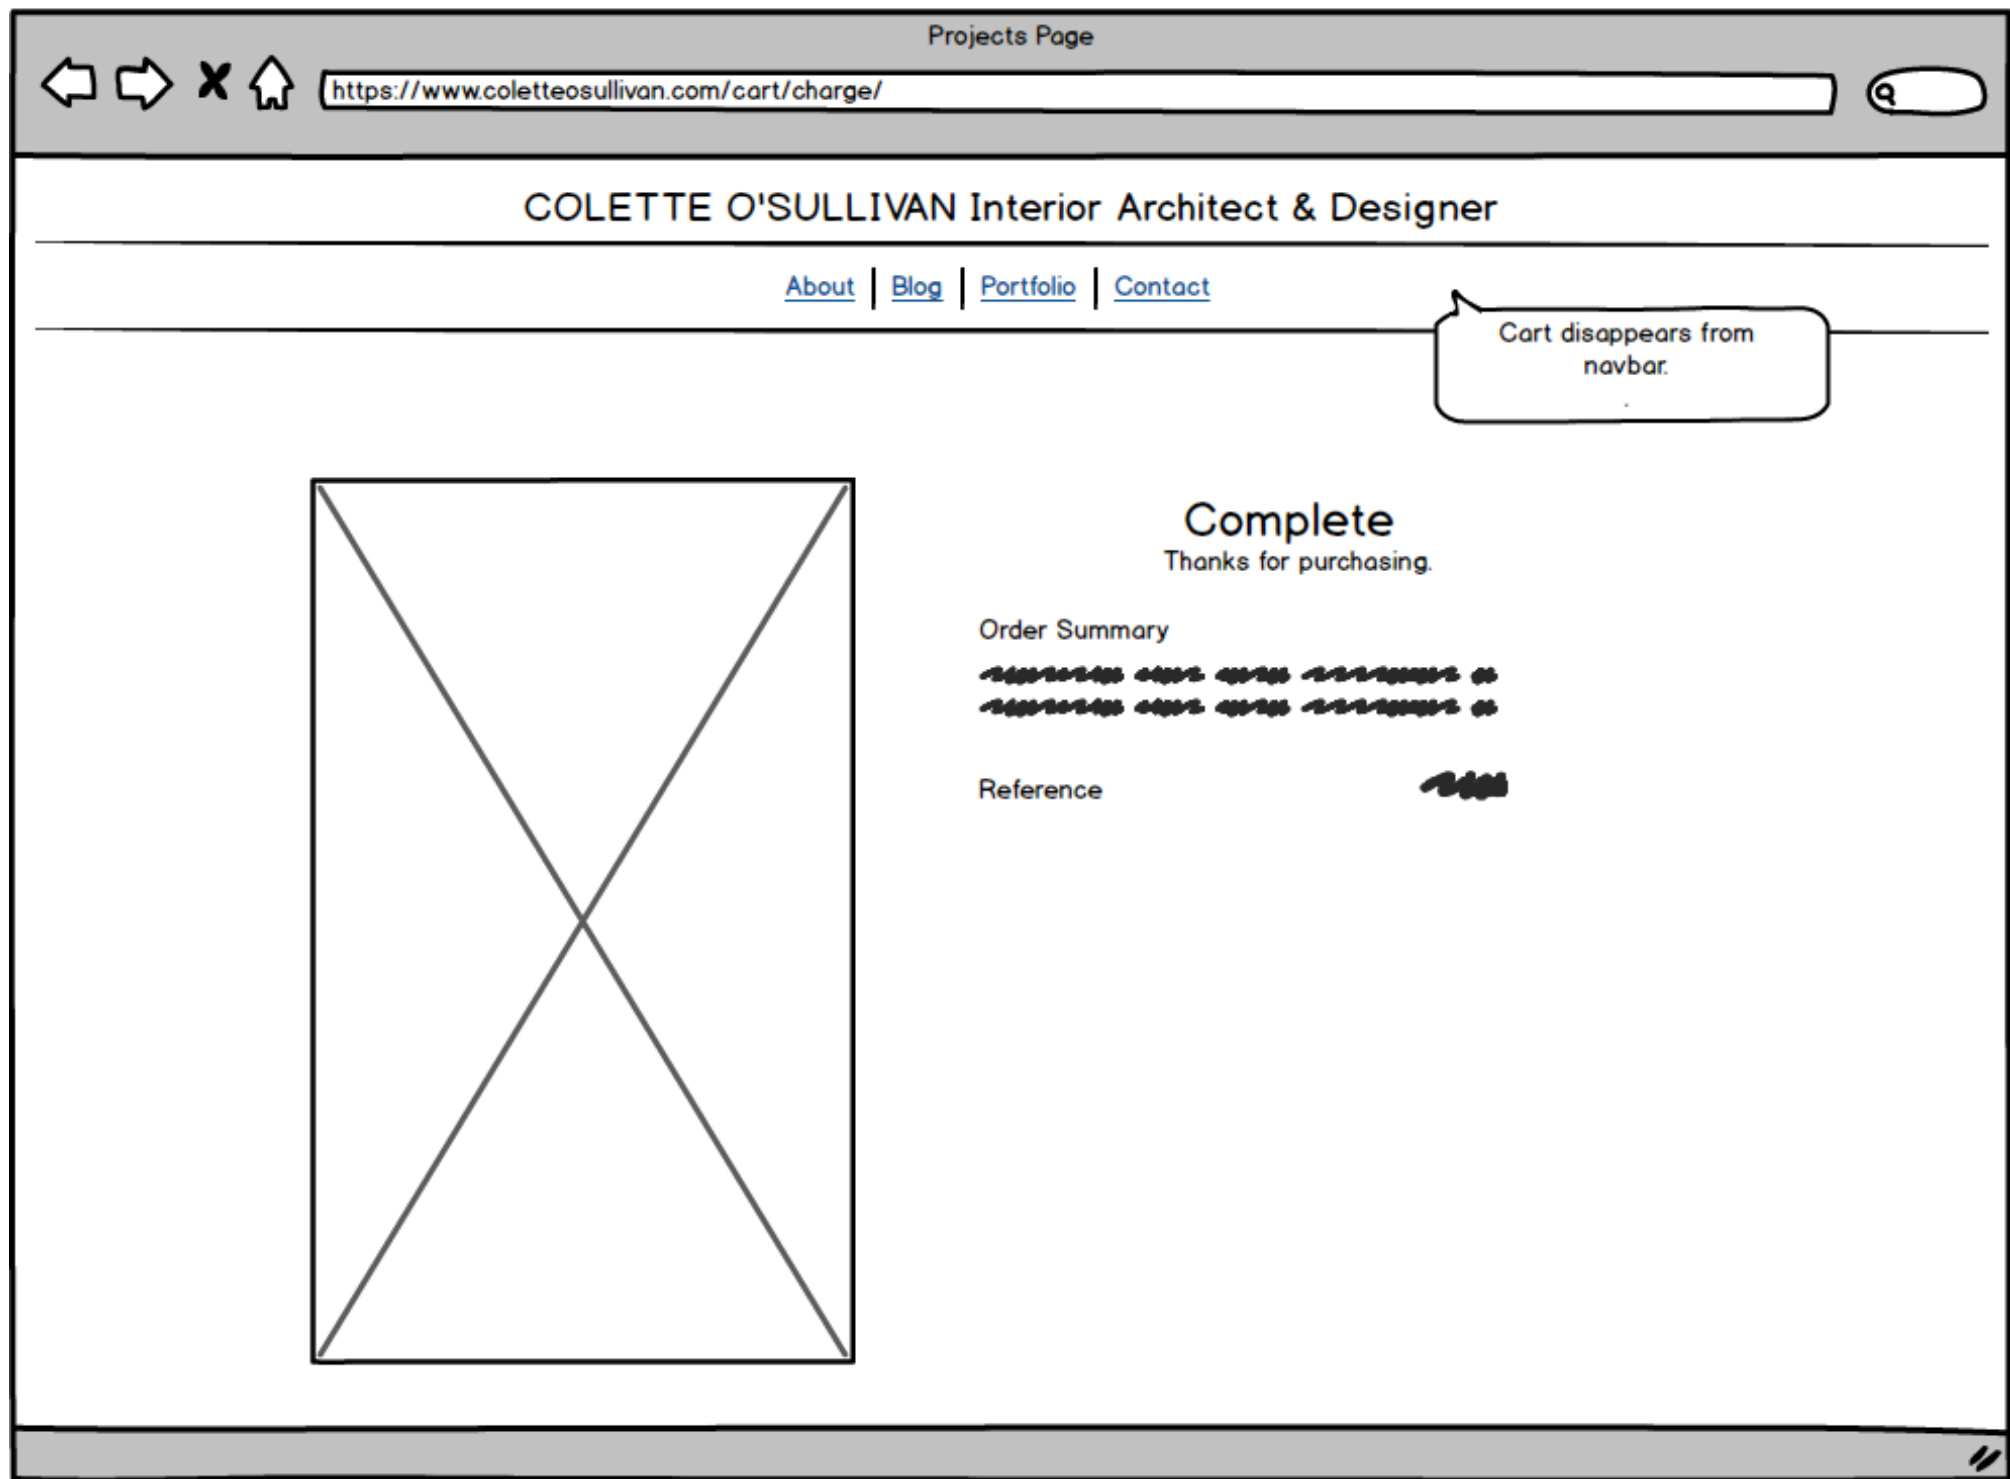 Projects Page
https://www.coletteosullivan.com/cart/charge/
COLETTE O'SULLIVAN Interior Architect & Designer
About | Blog | Portfolio | Contact
Cart disappears from
navbar.
.
Complete
Thanks for purchasing.
Order Summary
Reference